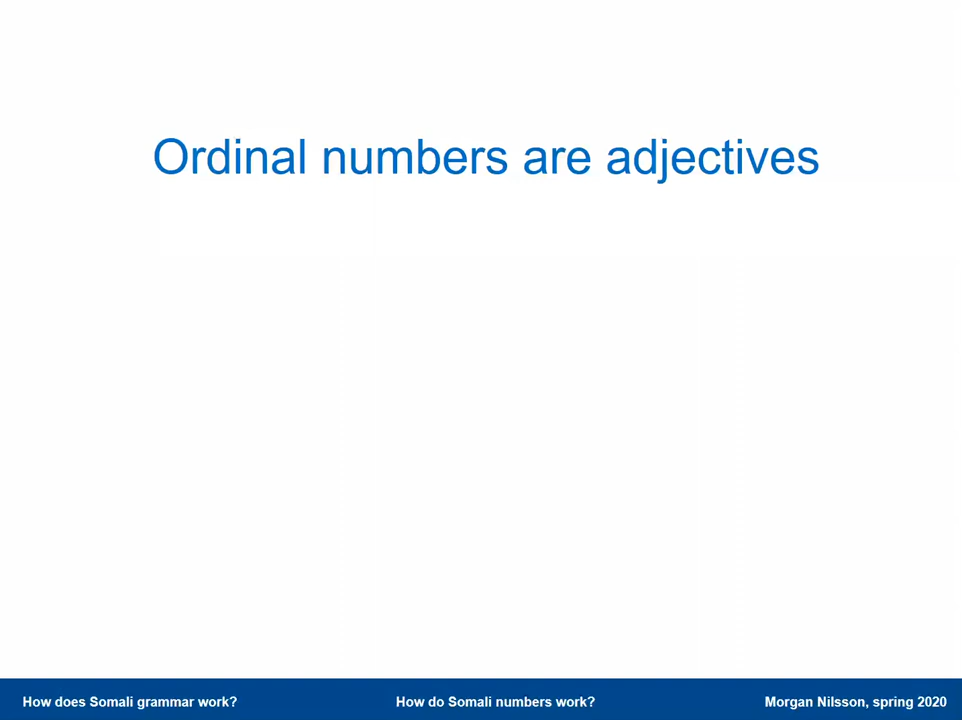 Ordinal numbers are adjectives
How does Somali grammar work?
How do Somali numbers work?
Morgan Nilsson, spring 2020